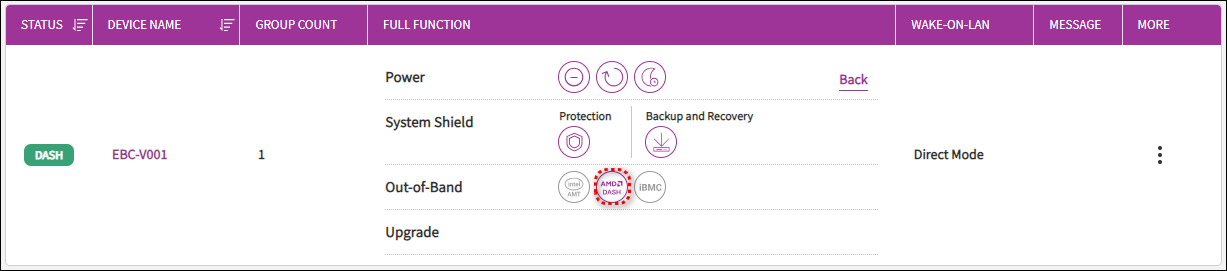 STATUS DEVICE NAME GROUP COUNT FULL FUNCTION WAKE-ON-LAN MESSAGE MORE
Power Back
System Shield Protection Backup and Recovery
DASH EBC-V001 1 Direct Mode
Out-of-Band intel AMT AMD DASH iBMC
Upgrade